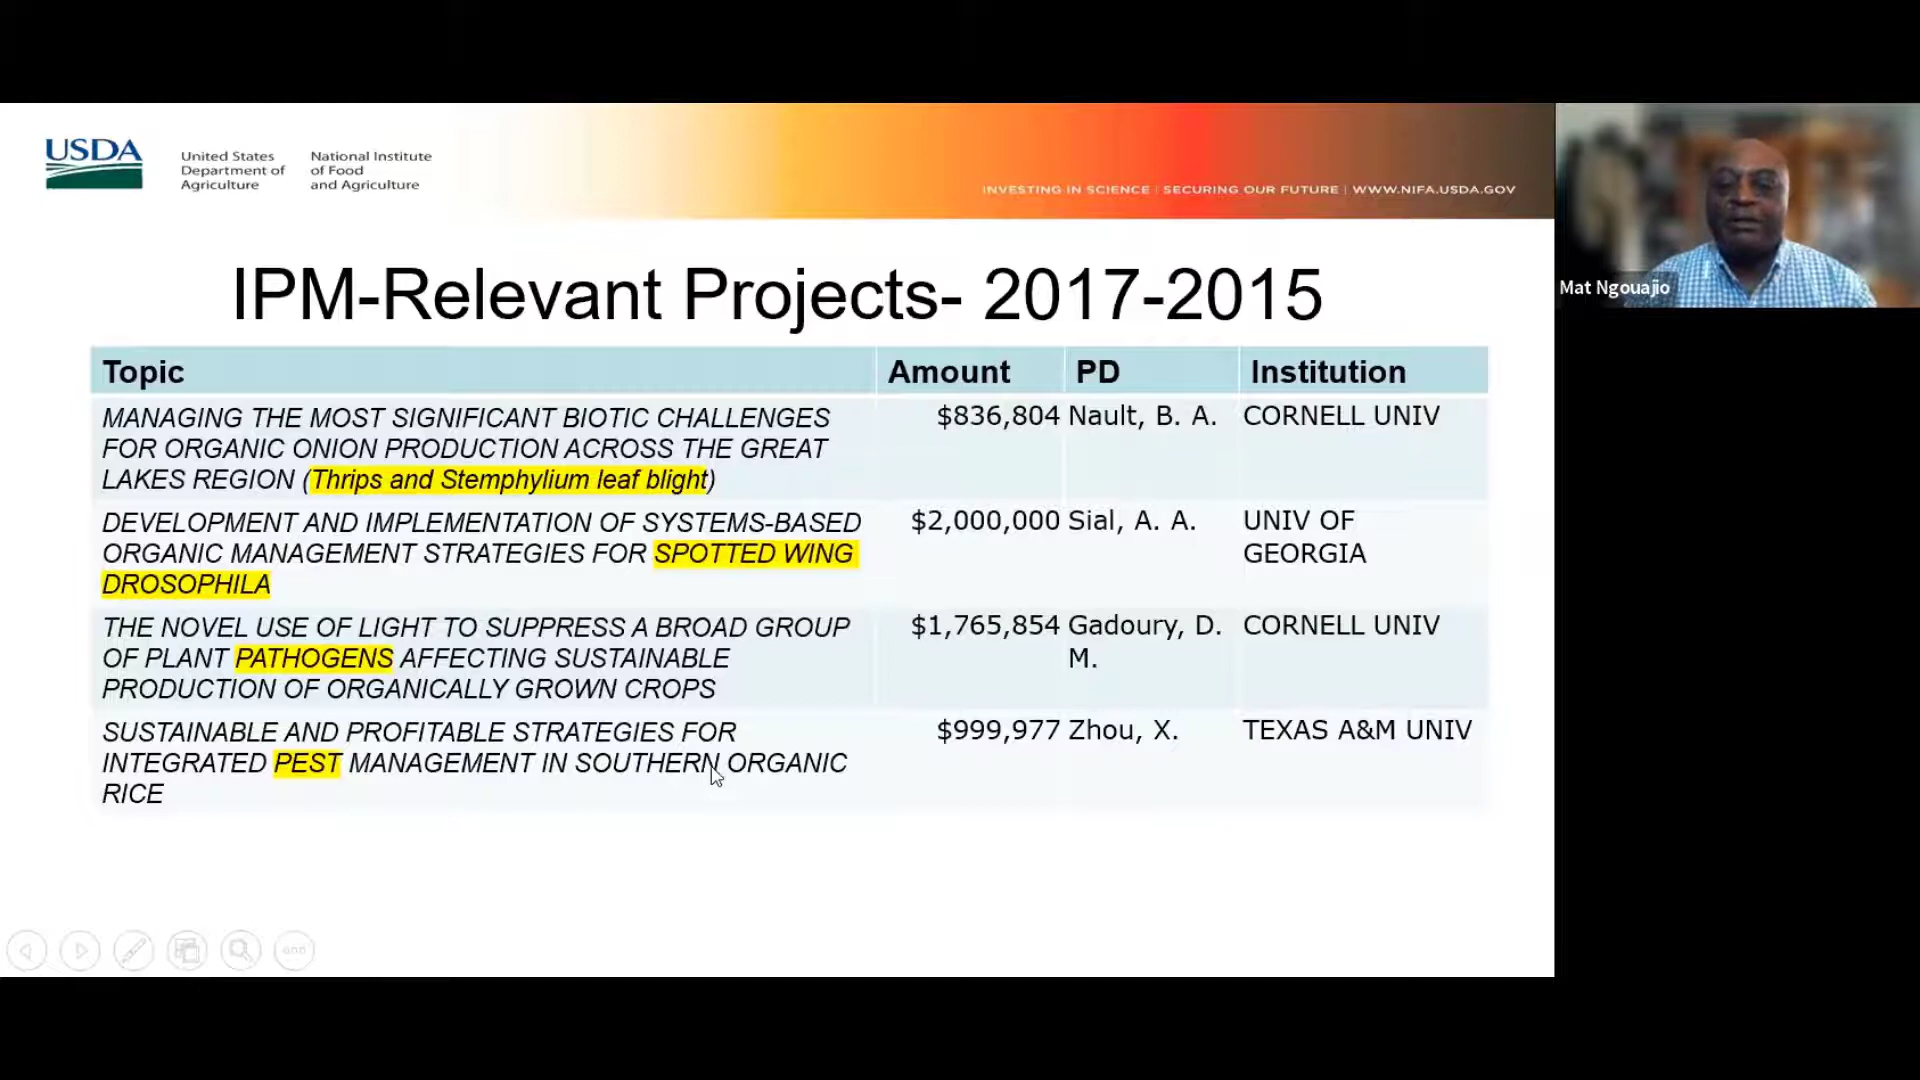 USDA
United States
Department of
Agriculture
National Institute
of Food
and Agriculture
INVESTING IN SCIENCE | SECURING OUR FUTURE | WWW.NIFA.USDA.GOV
Mat Ngouajio
IPM-Relevant Projects- 2017-2015
Topic Amount PD Institution
MANAGING THE MOST SIGNIFICANT BIOTIC CHALLENGES
FOR ORGANIC ONION PRODUCTION ACROSS THE GREAT
LAKES REGION (Thrips and Stemphylium leaf blight)
$836,804 Nault, B. A. CORNELL UNIV
DEVELOPMENT AND IMPLEMENTATION OF SYSTEMS-BASED
ORGANIC MANAGEMENT STRATEGIES FOR SPOTTED WING
DROSOPHILA
$2,000,000 Sial, A. A. UNIV OF
GEORGIA
THE NOVEL USE OF LIGHT TO SUPPRESS A BROAD GROUP
OF PLANT PATHOGENS AFFECTING SUSTAINABLE
PRODUCTION OF ORGANICALLY GROWN CROPS
$1,765,854 Gadoury, D. CORNELL UNIV
M.
SUSTAINABLE AND PROFITABLE STRATEGIES FOR
INTEGRATED PEST MANAGEMENT IN SOUTHERN ORGANIC
RICE
$999,977 Zhou, X. TEXAS A&M UNIV